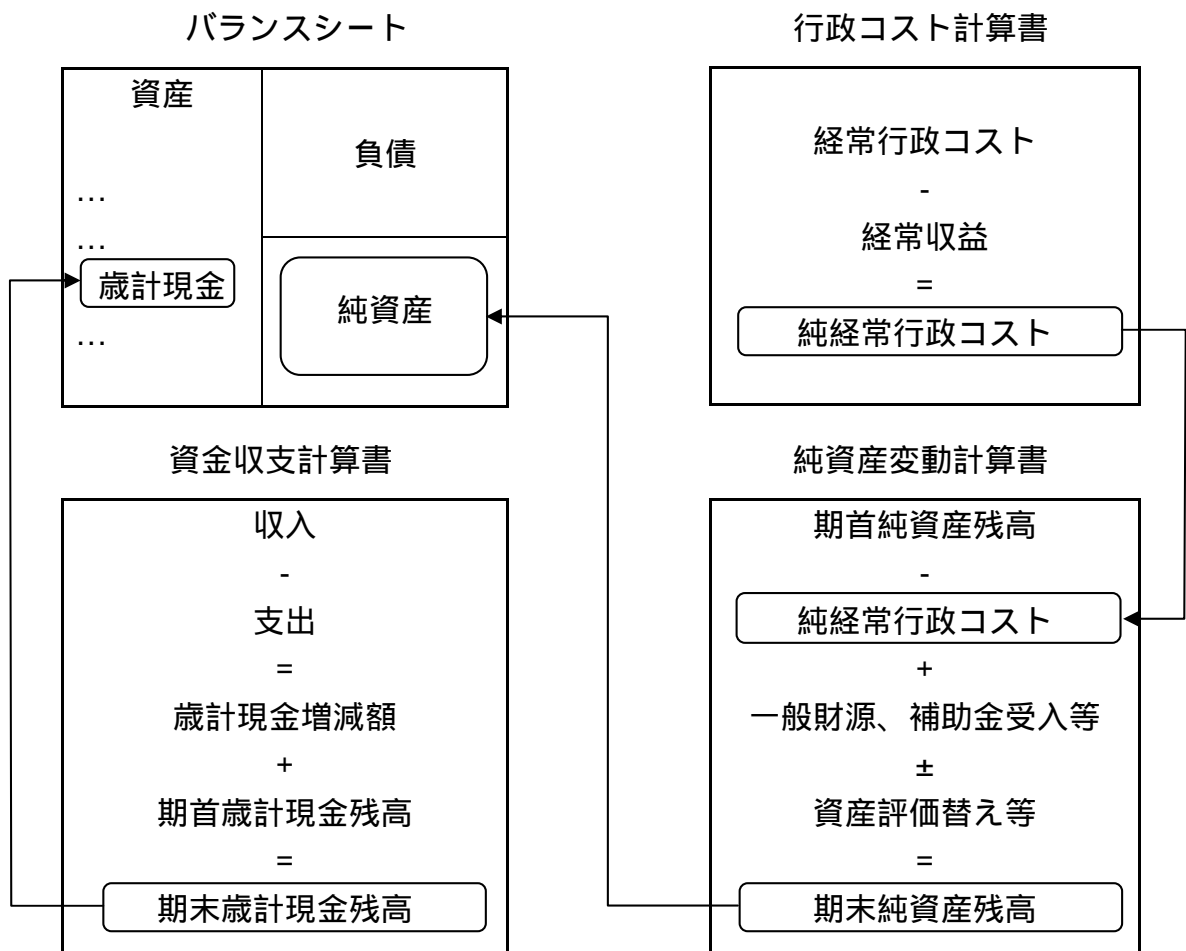 バランスシート
資産
…
…
歳計現金
…
負債
純資産
行政コスト計算書
経常行政コスト
-
経常収益
=
純経常行政コスト
資金収支計算書
収入
-
支出
=
歳計現金増減額
+
期首歳計現金残高
=
期末歳計現金残高
純資産変動計算書
期首純資産残高
-
純経常行政コスト
+
一般財源、補助金受入等
±
資産評価替え等
=
期末純資産残高